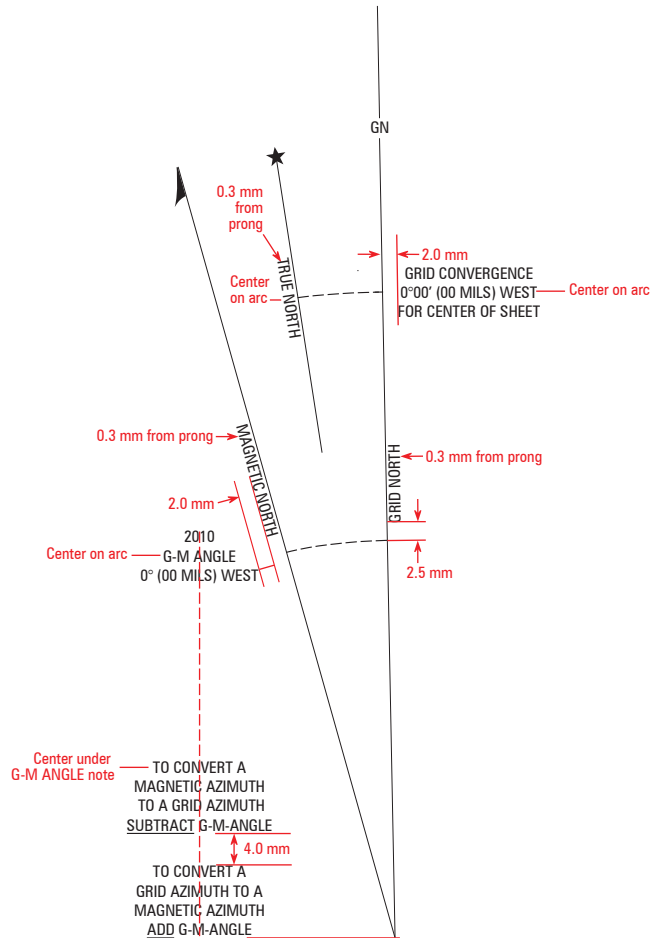 GN
0.3 mm
from
prong
TRUE NORTH
Center
on arc
2.0 mm
GRID CONVERGENCE
0°00' (00 MILS) WEST
FOR CENTER OF SHEET
Center on arc
0.3 mm from prong
MAGNETIC NORTH
GRID NORTH
0.3 mm from prong
2.0 mm
2010
G-M ANGLE
0° (00 MILS) WEST
Center on arc
2.5 mm
Center under
G-M ANGLE note
TO CONVERT A
MAGNETIC AZIMUTH
TO A GRID AZIMUTH
SUBTRACT G-M-ANGLE
4.0 mm
TO CONVERT A
GRID AZIMUTH TO A
MAGNETIC AZIMUTH
ADD G-M-ANGLE